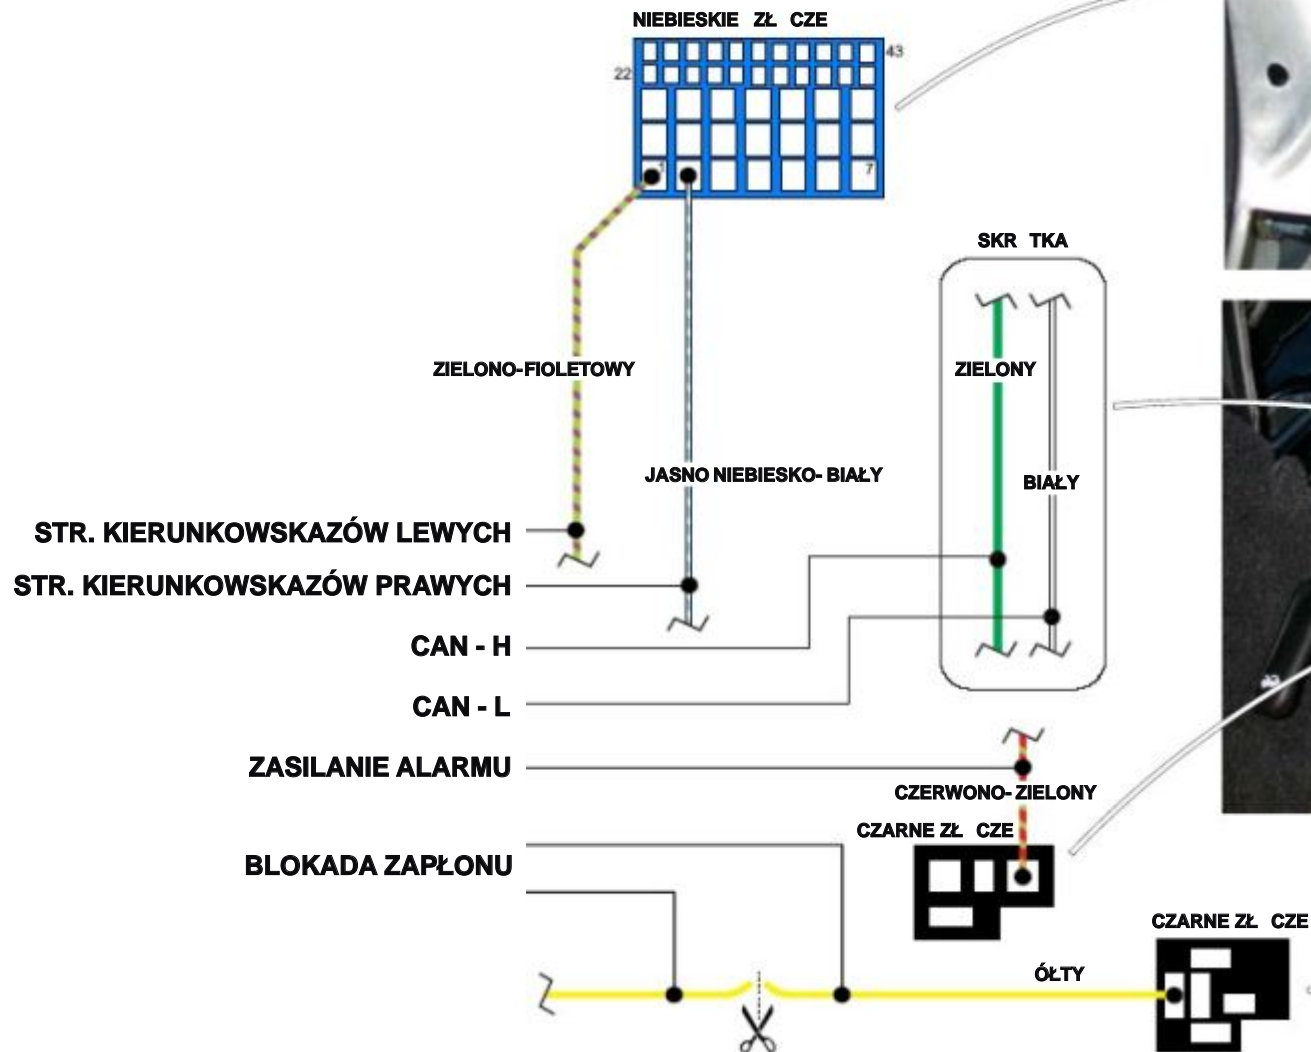 NIEBIESKIE ZŁ CZE
43
22
1
7
SKR TKA
ZIELONO-FIOLETOWY
ZIELONY
JASNO NIEBIESKO- BIAŁY
BIAŁY
STR. KIERUNKOWSKAZÓW LEWYCH
STR. KIERUNKOWSKAZÓW PRAWYCH
CAN - H
CAN - L
ZASILANIE ALARMU
CZERWONO- ZIELONY
CZARNE ZŁ CZE
BLOKADA ZAPŁONU
CZARNE ZŁ CZE
ÓŁTY